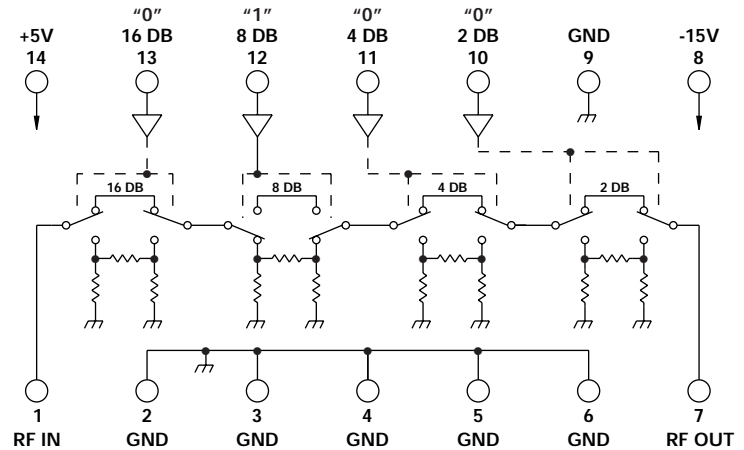 “0” “1” “0” “0”
+5V 16 DB 8 DB 4 DB 2 DB GND -15V
14 13 12 11 10 9 8
16 DB 8 DB 4 DB 2 DB
1 2 3 4 5 6 7
RF IN GND GND GND GND GND RF OUT